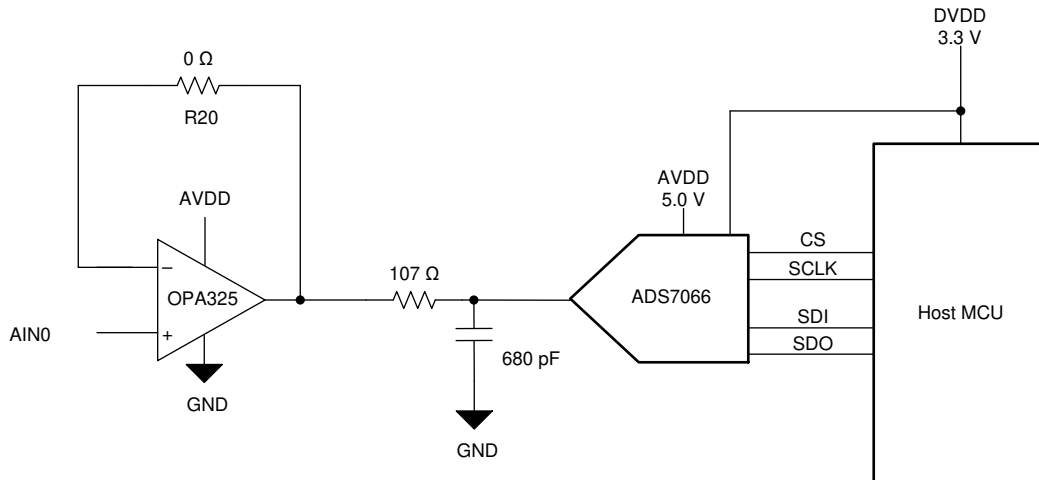 DVDD
3.3 V
0 Ω
R20
AVDD
AVDD
5.0 V
CS
SCLK
107 Ω
OPA325
ADS7066
Host MCU
SDI
AIN0
SDO
680 pF
GND
GND
−
+